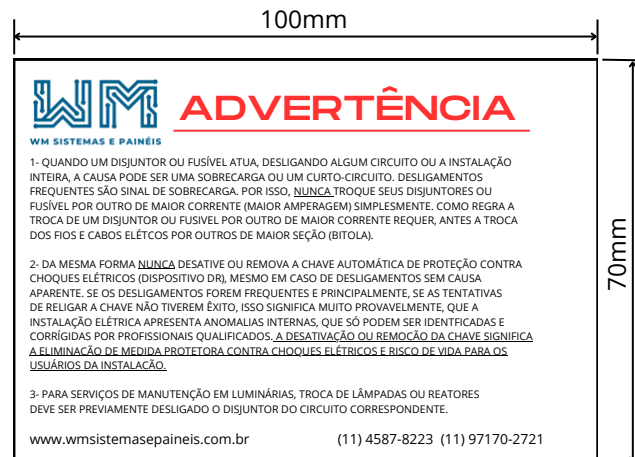 100mm
WM
ADVERTÊNCIA
WM SISTEMAS E PAINÉIS
1- QUANDO UM DISJUNTOR OU FUSÍVEL ATUA, DESLIGANDO ALGUM CIRCUITO OU A INSTALAÇÃO
INTEIRA, A CAUSA PODE SER UMA SOBRECARGA OU UM CURTO-CIRCUITO. DESLIGAMENTOS
FREQUENTES SÃO SINAL DE SOBRECARGA. POR ISSO, NUNCA TROQUE SEUS DISJUNTORES OU
FUSÍVEL POR OUTRO DE MAIOR CORRENTE (MAIOR AMPERAGEM) SIMPLESMENTE. COMO REGRA A
TROCA DE UM DISJUNTOR OU FUSIVEL POR OUTRO DE MAIOR CORRENTE REQUER, ANTES A TROCA
DOS FIOS E CABOS ELÉTCOS POR OUTROS DE MAIOR SEÇÃO (BITOLA).
2- DA MESMA FORMA NUNCA DESATIVE OU REMOVA A CHAVE AUTOMÁTICA DE PROTEÇÃO CONTRA
CHOQUES ELÉTRICOS (DISPOSITIVO DR), MESMO EM CASO DE DESLIGAMENTOS SEM CAUSA
APARENTE. SE OS DESLIGAMENTOS FOREM FREQUENTES E PRINCIPALMENTE, SE AS TENTATIVAS
DE RELIGAR A CHAVE NÃO TIVEREM ÊXITO, ISSO SIGNIFICA MUITO PROVAVELMENTE, QUE A
INSTALAÇÃO ELÉTRICA APRESENTA ANOMALIAS INTERNAS, QUE SÓ PODEM SER IDENTFICADAS E
CORRÍGIDAS POR PROFISSIONAIS QUALIFICADOS. A DESATIVAÇÃO OU REMOCÃO DA CHAVE SIGNIFICA
A ELIMINAÇÃO DE MEDIDA PROTETORA CONTRA CHOQUES ELÉTRICOS E RISCO DE VIDA PARA OS
USUÁRIOS DA INSTALACÃO.
3- PARA SERVIÇOS DE MANUTENÇÃO EM LUMINÁRIAS, TROCA DE LÂMPADAS OU REATORES
DEVE SER PREVIAMENTE DESLIGADO O DISJUNTOR DO CIRCUITO CORRESPONDENTE.
www.wmsistemasepaineis.com.br (11) 4587-8223 (11) 97170-2721
70mm